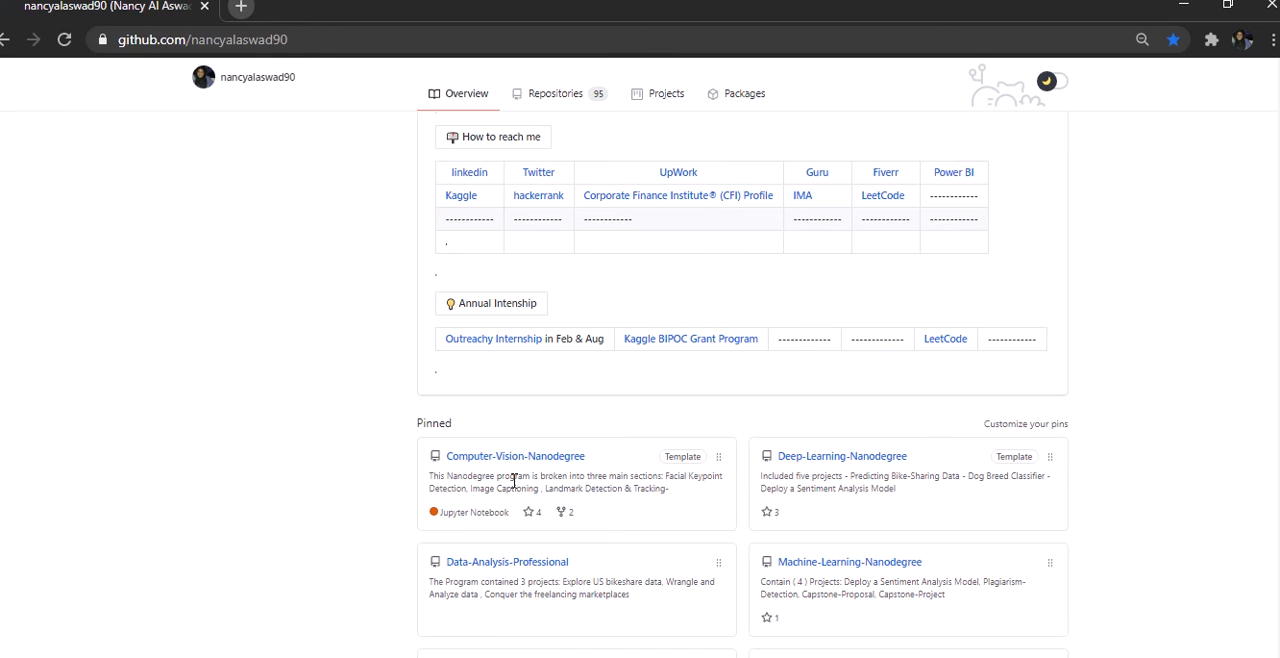 nancyalaswad90 (Nancy Al Aswa
github.com/nancyalaswad90
nancyalaswad90
Overview Repositories 95 Projects Packages
How to reach me
linkedin Twitter UpWork Guru Fiverr Power BI
Kaggle hackerrank Corporate Finance Institute® (CFI) Profile IMA LeetCode ------------
------------ ------------ ------------ ------------ ------------ ------------
.
.
Annual Intenship
Outreachy Internship in Feb & Aug Kaggle BIPOC Grant Program ------------ ------------ LeetCode ------------
.
Pinned Customize your pins
Computer-Vision-Nanodegree Template
This Nanodegree program is broken into three main sections: Facial Keypoint
Detection, Image Captioning , Landmark Detection & Tracking-
Jupyter Notebook 4 2
Deep-Learning-Nanodegree Template
Included five projects - Predicting Bike-Sharing Data - Dog Breed Classifier -
Deploy a Sentiment Analysis Model
3
Data-Analysis-Professional
The Program contained 3 projects: Explore US bikeshare data, Wrangle and
Analyze data , Conquer the freelancing marketplaces
Machine-Learning-Nanodegree
Contain ( 4 ) Projects: Deploy a Sentiment Analysis Model, Plagiarism-
Detection, Capstone-Proposal, Capstone-Project
1